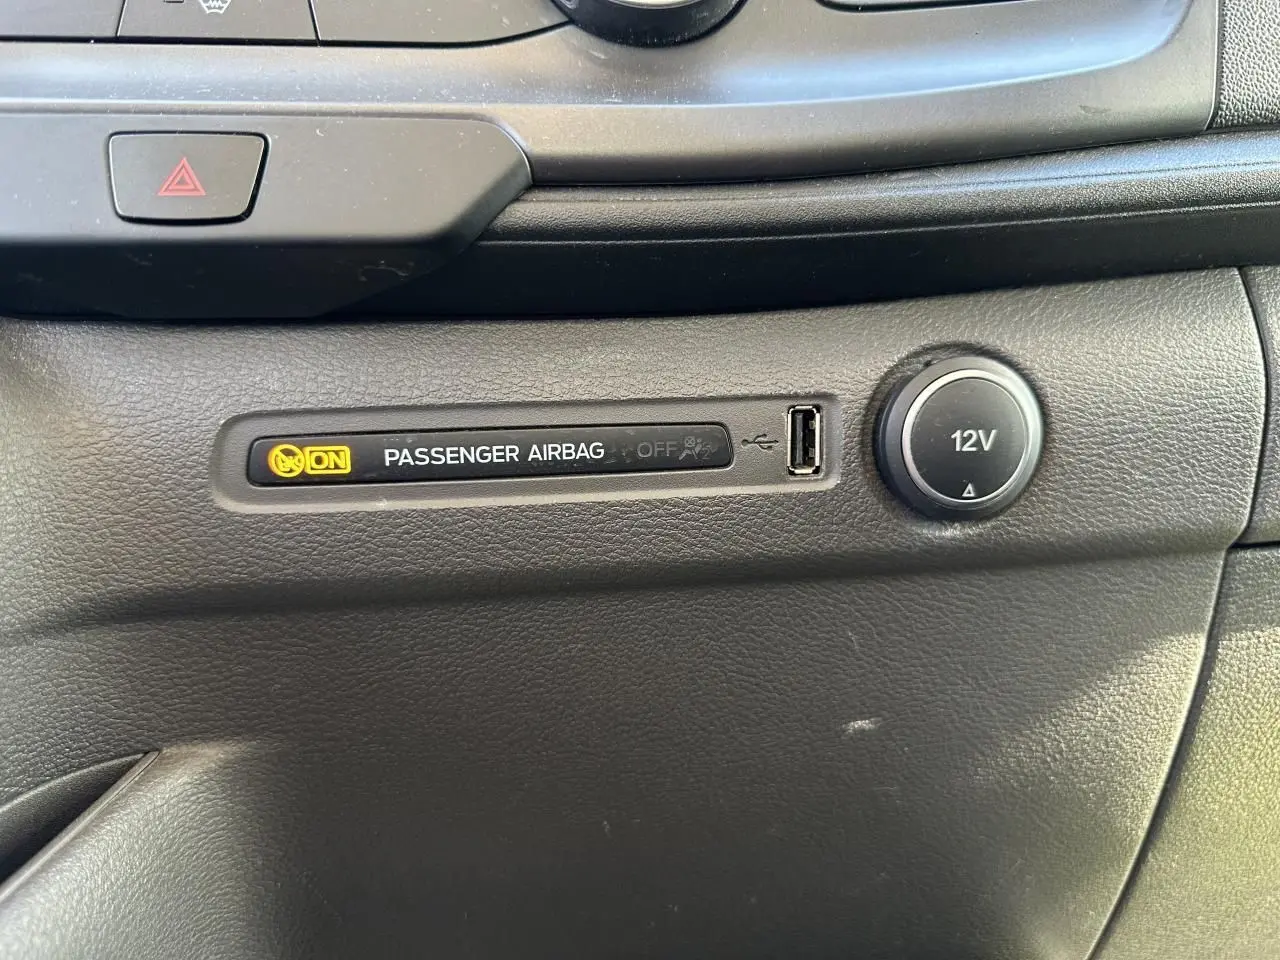 ON PASSENGER AIRBAG OFF
12V